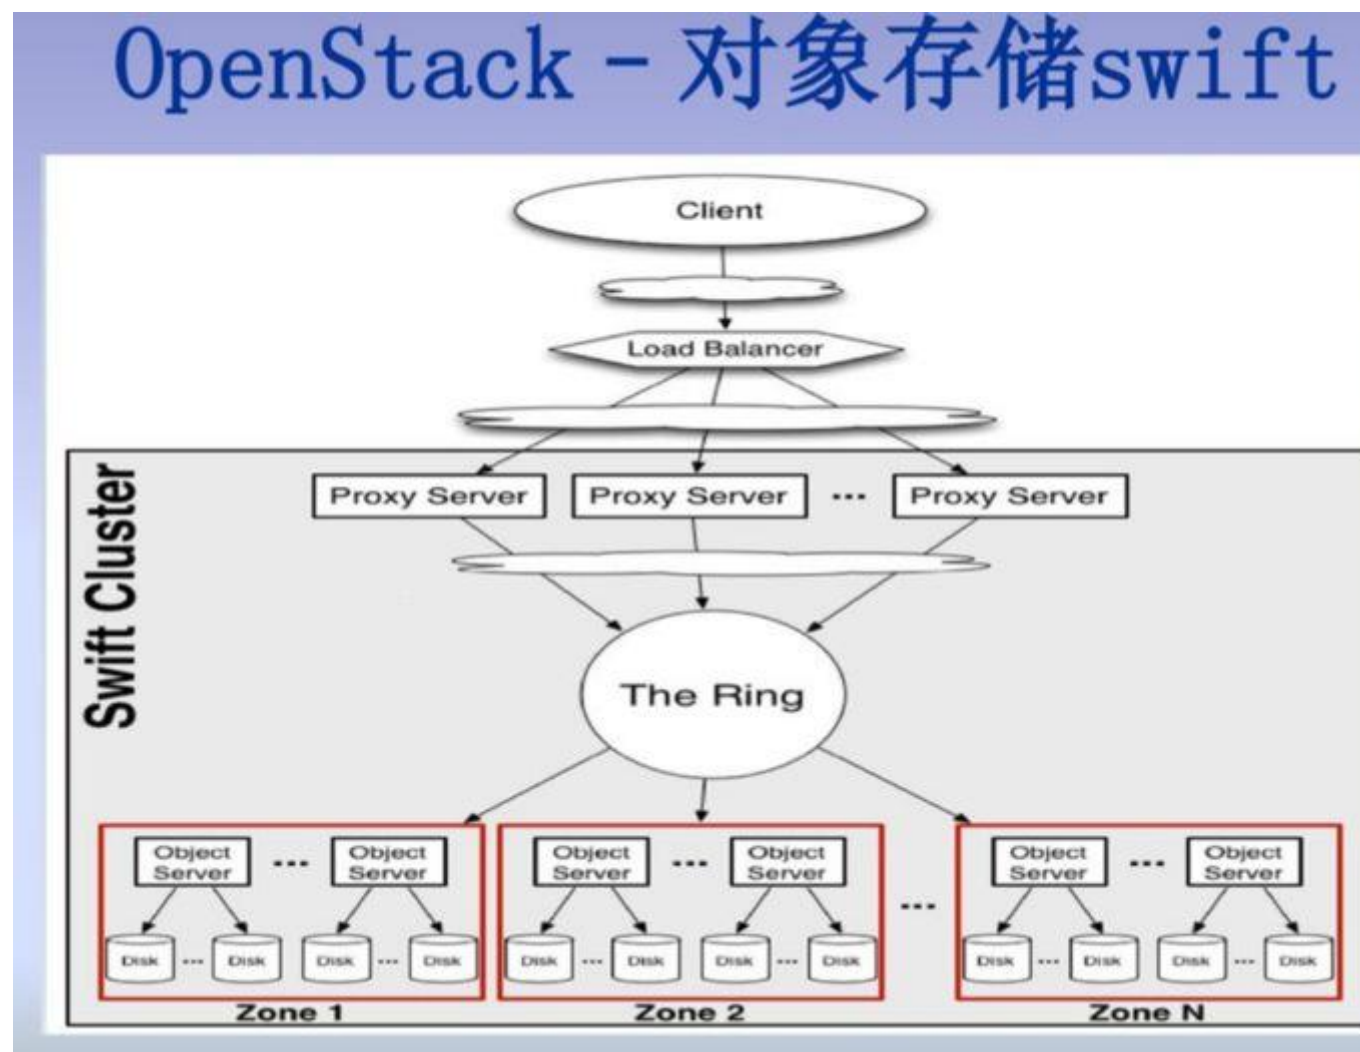 OpenStack - 对象存储swift
Client
Load Balancer
Swift Cluster
Proxy Server Proxy Server ... Proxy Server
The Ring
Object Server ... Object Server Object Server ... Object Server ... Object Server ... Object Server
Disk ... Disk Disk ... Disk Disk ... Disk Disk ... Disk Disk ... Disk Disk ... Disk
Zone 1 Zone 2 Zone N